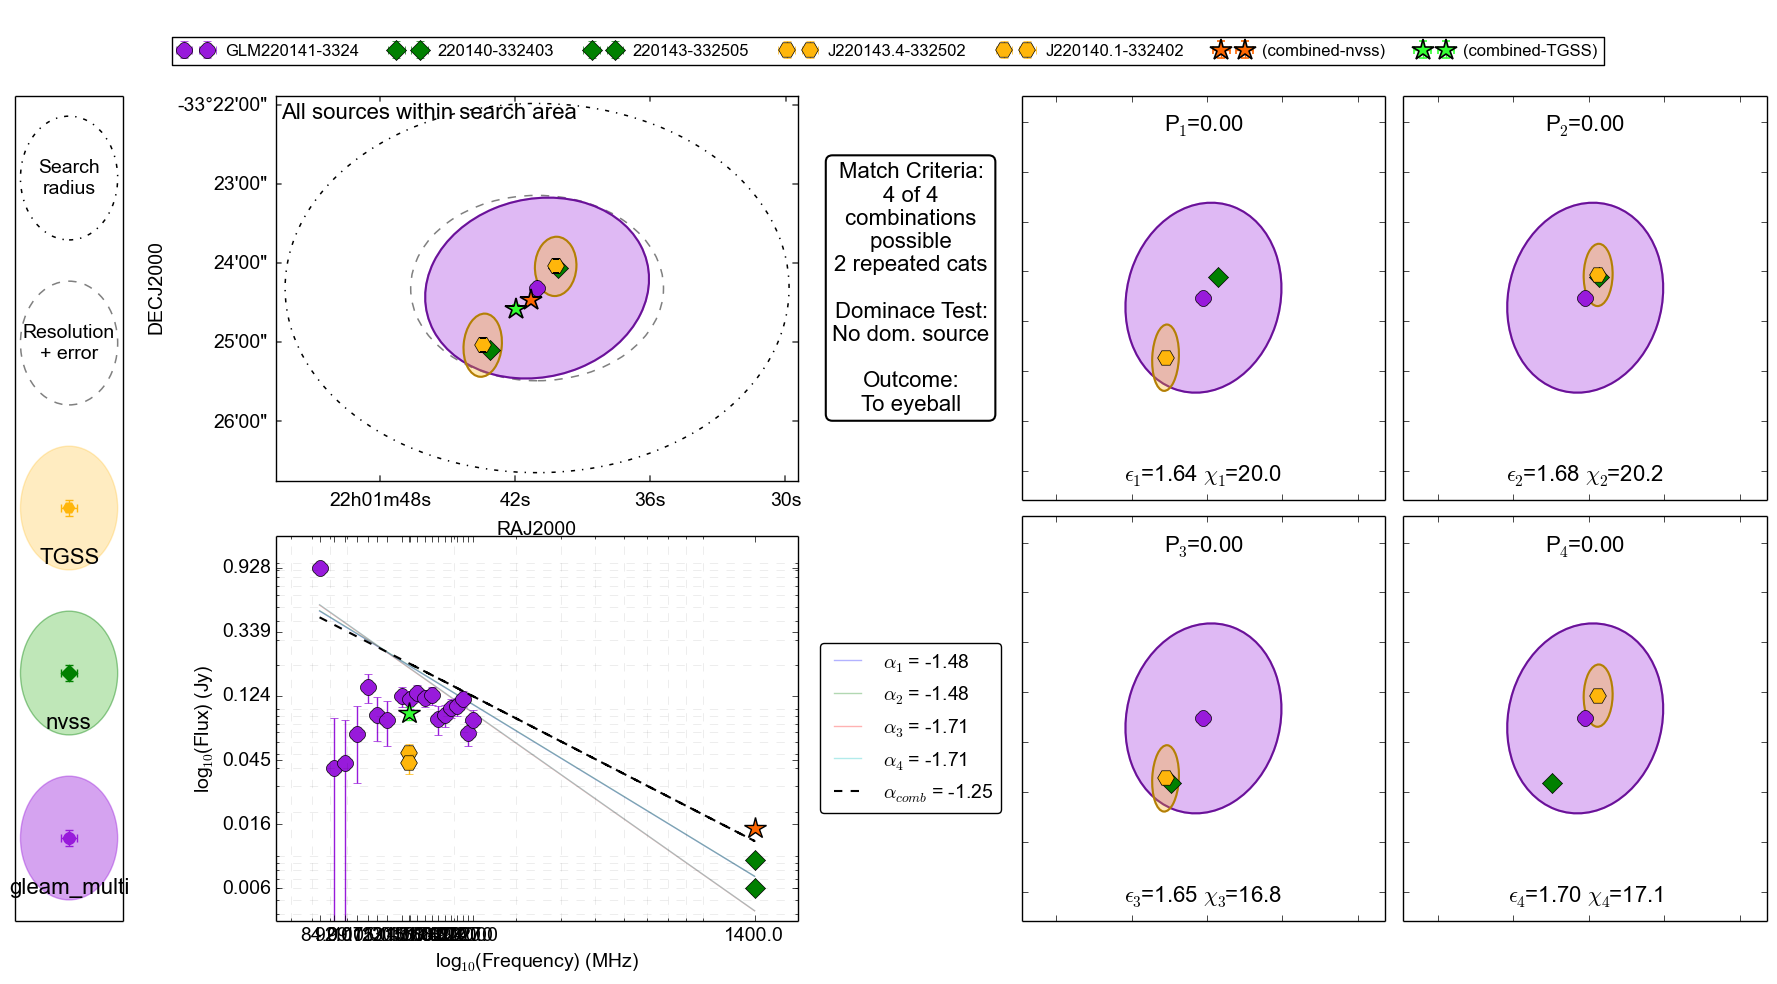 GLM220141-3324 220140-332403 220143-332505 J220143.4-332502 J220140.1-332402 (combined-nvss) (combined-TGSS)
Search
radius
Resolution
+ error
TGSS
nvss
gleam_multi
All sources within search area
-33°22'00"
23'00"
24'00"
25'00"
26'00"
DECJ2000
22h01m48s 42s 36s 30s
RAJ2000
Match Criteria:
4 of 4
combinations
possible
2 repeated cats
Dominace Test:
No dom. source
Outcome:
To eyeball
P1=0.00
ϵ1=1.64 χ1=20.0
P2=0.00
ϵ2=1.68 χ2=20.2
0.928
0.339
0.124
0.045
0.016
0.006
log10(Flux) (Jy)
1400.0
log10(Frequency) (MHz)
α1 = -1.48
α2 = -1.48
α3 = -1.71
α4 = -1.71
αcomb = -1.25
P3=0.00
ϵ3=1.65 χ3=16.8
P4=0.00
ϵ4=1.70 χ4=17.1